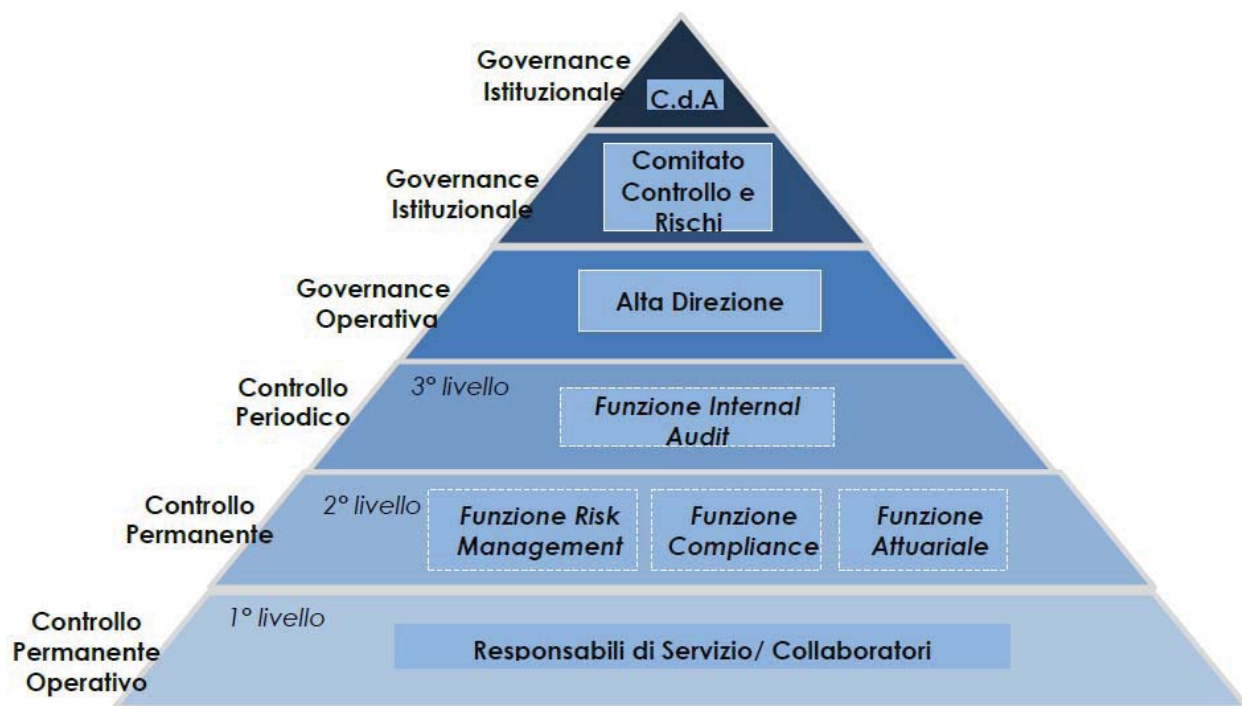 Governance
Istituzionale
C.d.A
Governance
Istituzionale
Comitato
Controllo e
Rischi
Governance
Operativa
Alta Direzione
Controllo
Periodico
3° livello
Funzione Internal
Audit
Controllo
Permanente
2° livello
Funzione Risk
Management
Funzione
Compliance
Funzione
Attuariale
Controllo
Permanente
Operativo
1° livello
Responsabili di Servizio/ Collaboratori